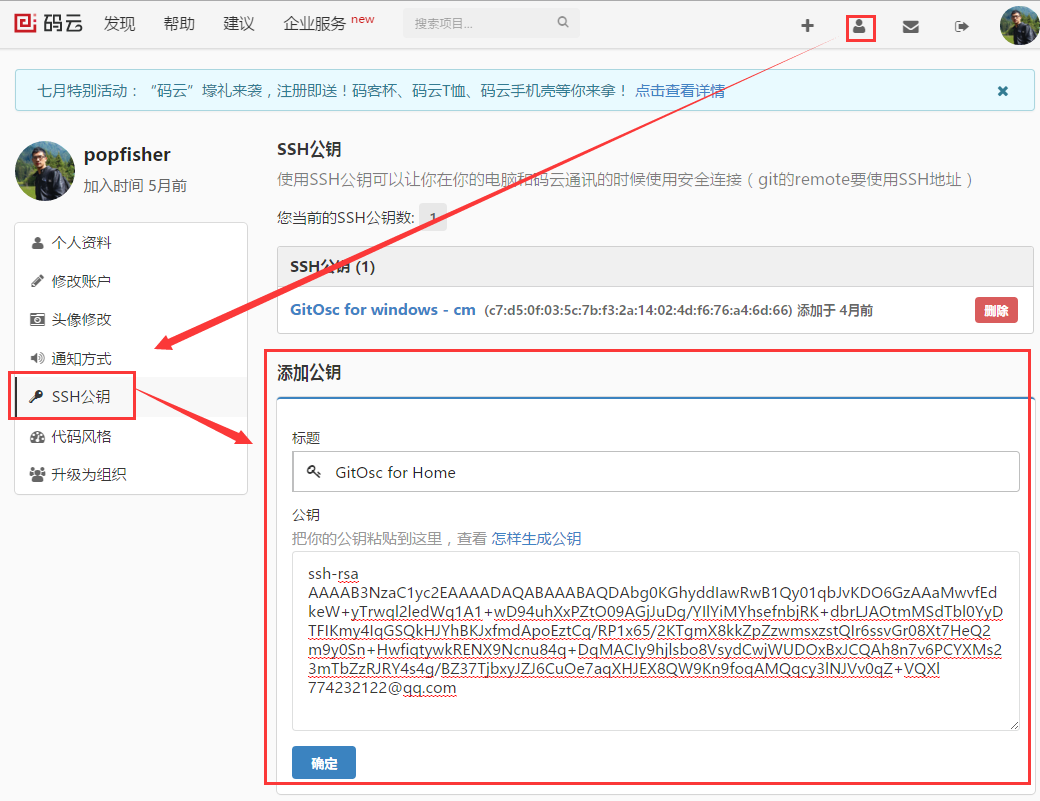 码云 发现 帮助 建议 企业服务 new 搜索项目...
七月特别活动：“码云”壕礼来袭，注册即送！码客杯、码云T恤、码云手机壳等你来拿！ 点击查看详情
popfisher
加入时间 5月前
个人资料
修改账户
头像修改
通知方式
SSH公钥
代码风格
升级为组织
SSH公钥
使用SSH公钥可以让你在你的电脑和码云通讯的时候使用安全连接（git的remote要使用SSH地址）
您当前的SSH公钥数: 1
SSH公钥 (1)
GitOsc for windows - cm (c7:d5:0f:03:5c:7b:f3:2a:14:02:4d:f6:76:a4:6d:66) 添加于 4月前 删除
添加公钥
标题
GitOsc for Home
公钥
把你的公钥粘贴到这里，查看 怎样生成公钥
ssh-rsa
AAAAB3NzaC1yc2EAAAADAQABAAABAQDAbg0KGhyddIawRwB1Qy01qbJvKDO6GzAAaMwvfEd
keW+yTrwql2ledWg1A1+wD94uhXxPZtO09AGjJuDg/YIlYiMYhsefnbjRK+dbrLJAOtmMSdTbl0YyD
TFIKmy4IqGSQkHJYhBKJxfmdApoEztCq/RP1x65/2KTgmX8kkZpZzwmsxzstQIr6ssvGr08Xt7HeQ2
m9y0Sn+HwfiqtywkRENX9Ncnu84g+DqMACIy9hjlsbo8VsydCwjWUDOxBxJCQAh8n7v6PCYXMs2
3mTbZzRJRY4s4g/BZ37TjbxyJZJ6CuOe7aqXHJEX8QW9Kn9foqAMQqcy3lNJVv0qZ+VQXl
774232122@qq.com
确定